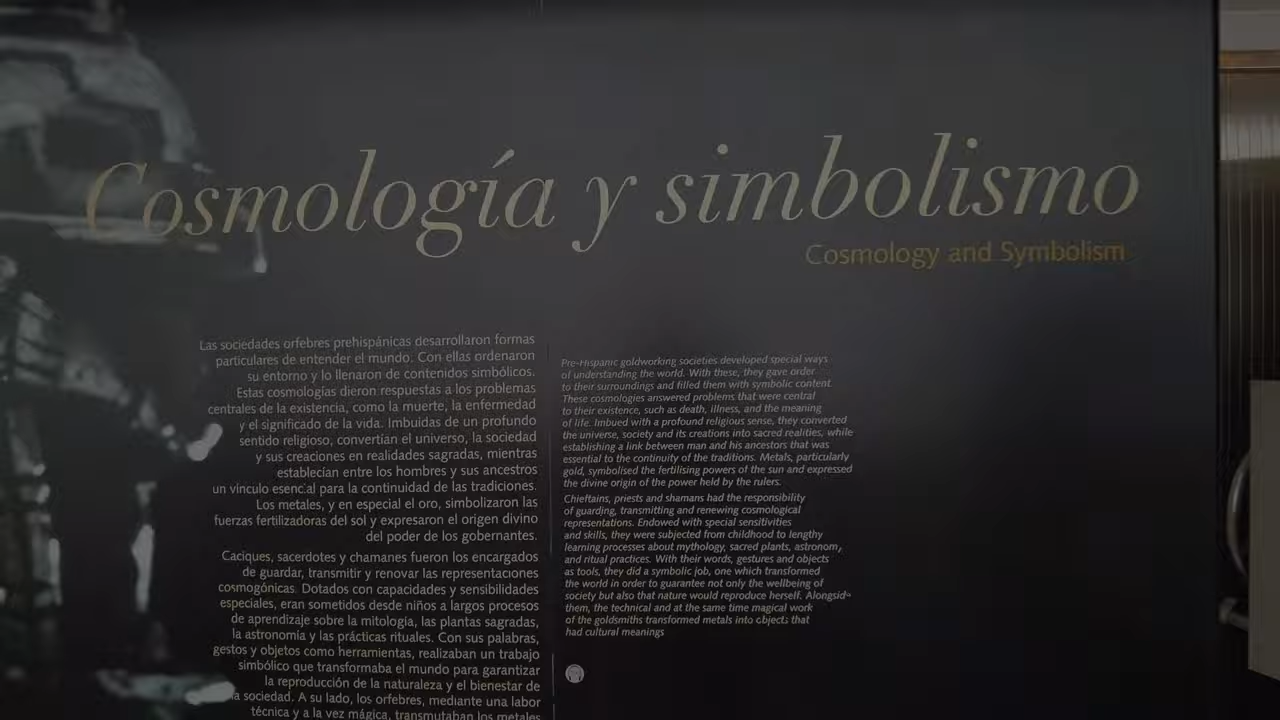 Cosmología y simbolismo
Cosmology and Symbolism
Las sociedades orfebres prehispánicas desarrollaron formas
particulares de entender el mundo. Con ellas ordenaron
su entorno y lo llenaron de contenidos simbólicos.
Estas cosmologías dieron respuestas a los problemas
centrales de la existencia, como la muerte, la enfermedad
y el significado de la vida. Imbuidas de un profundo
sentido religioso, convertían el universo, la sociedad
y sus creaciones en realidades sagradas, mientras
establecían entre los hombres y sus ancestros
un vínculo esencial para la continuidad de las tradiciones.
Los metales, y en especial el oro, simbolizaron las
fuerzas fertilizadoras del sol y expresaron el origen divino
del poder de los gobernantes.
Caciques, sacerdotes y chamanes fueron los encargados
de guardar, transmitir y renovar las representaciones
cosmogónicas. Dotados con capacidades y sensibilidades
especiales, eran sometidos desde niños a largos procesos
de aprendizaje sobre la mitología, las plantas sagradas,
la astronomía y las prácticas rituales. Con sus palabras,
gestos y objetos como herramientas, realizaban un trabajo
simbólico que transformaba el mundo para garantizar
la reproducción de la naturaleza y el bienestar de
la sociedad. A su lado, los orfebres, mediante una labor
técnica y a la vez mágica, transmutaban los metales
Pre-Hispanic goldworking societies developed special ways
of understanding the world. With these, they gave order
to their surroundings and filled them with symbolic content.
These cosmologies answered problems that were central
to their existence, such as death, illness, and the meaning
of life. Imbued with a profound religious sense, they converted
the universe, society and its creations into sacred realities, while
establishing a link between man and his ancestors that was
essential to the continuity of the traditions. Metals, particularly
gold, symbolised the fertilising powers of the sun and expressed
the divine origin of the power held by the rulers.
Chieftains, priests and shamans had the responsibility
of guarding, transmitting and renewing cosmological
representations. Endowed with special sensitivities
and skills, they were subjected from childhood to lengthy
learning processes about mythology, sacred plants, astronomy,
and ritual practices. With their words, gestures and objects
as tools, they did a symbolic job, one which transformed
the world in order to guarantee not only the wellbeing of
society but also that nature would reproduce herself. Alongside
them, the technical and at the same time magical work
of the goldsmiths transformed metals into objects that
had cultural meanings